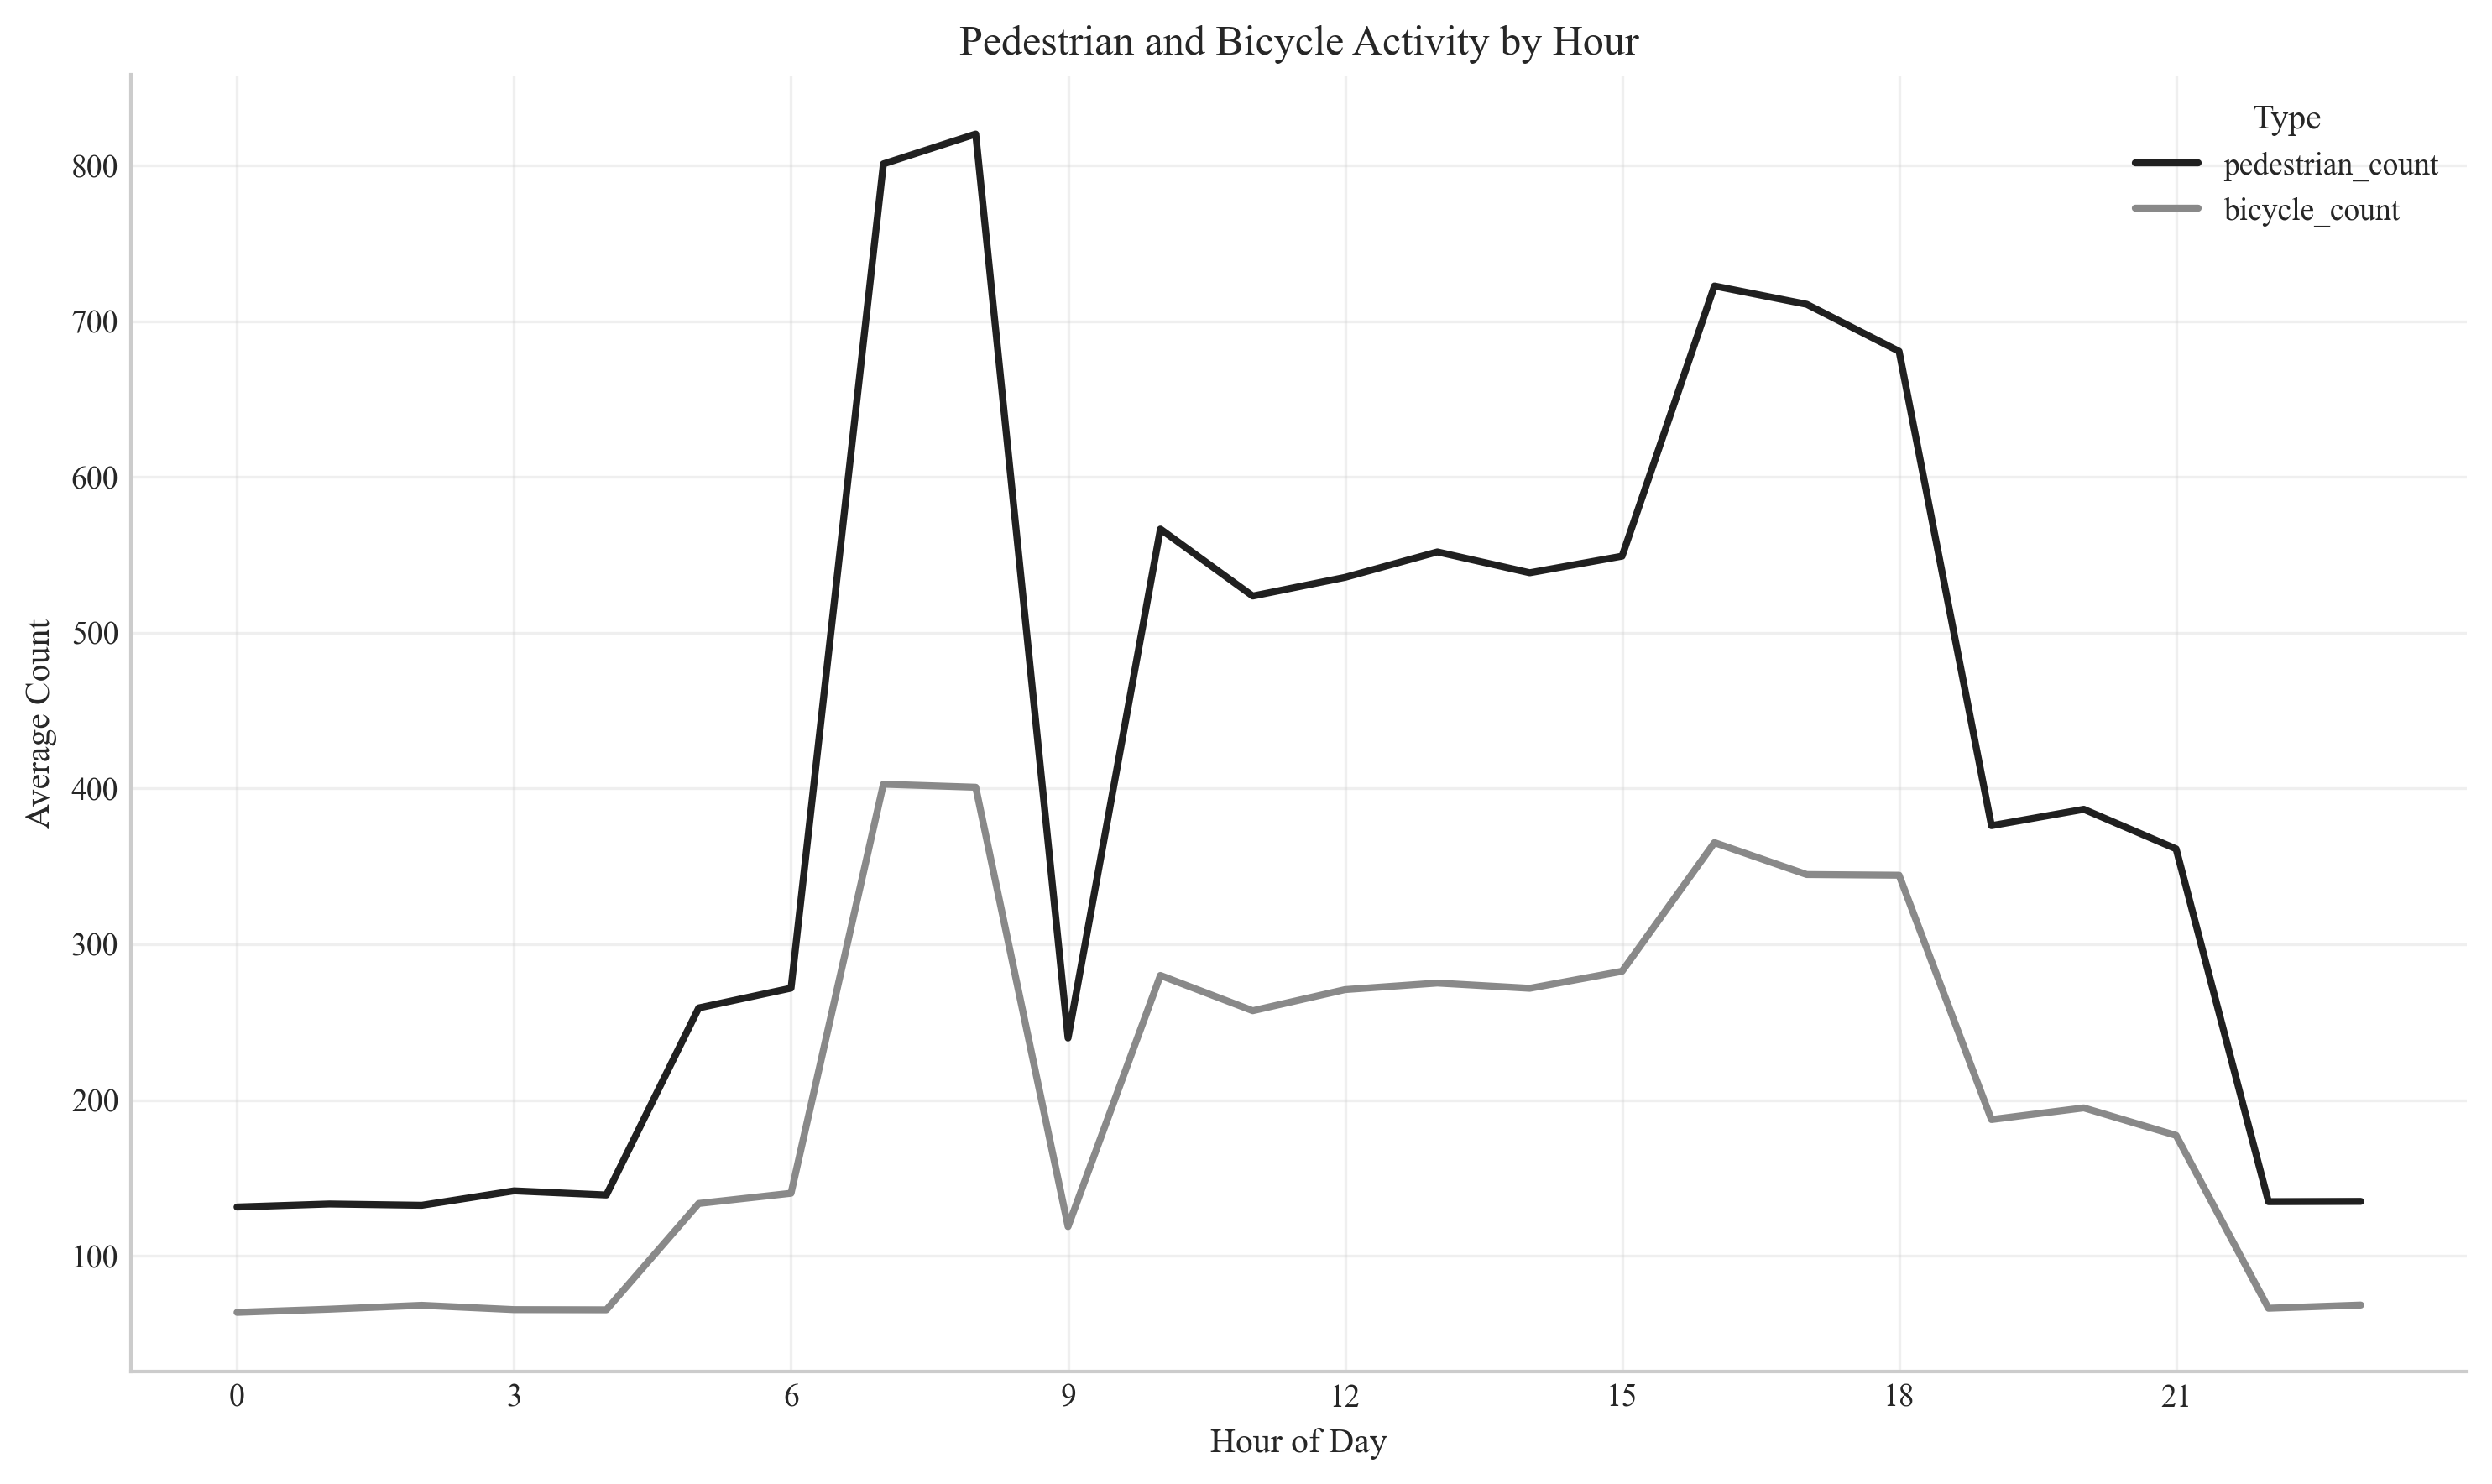 Pedestrian and Bicycle Activity by Hour
Type
pedestrian_count
bicycle_count
800
700
600
500
400
300
200
100
Average Count
0 3 6 9 12 15 18 21
Hour of Day